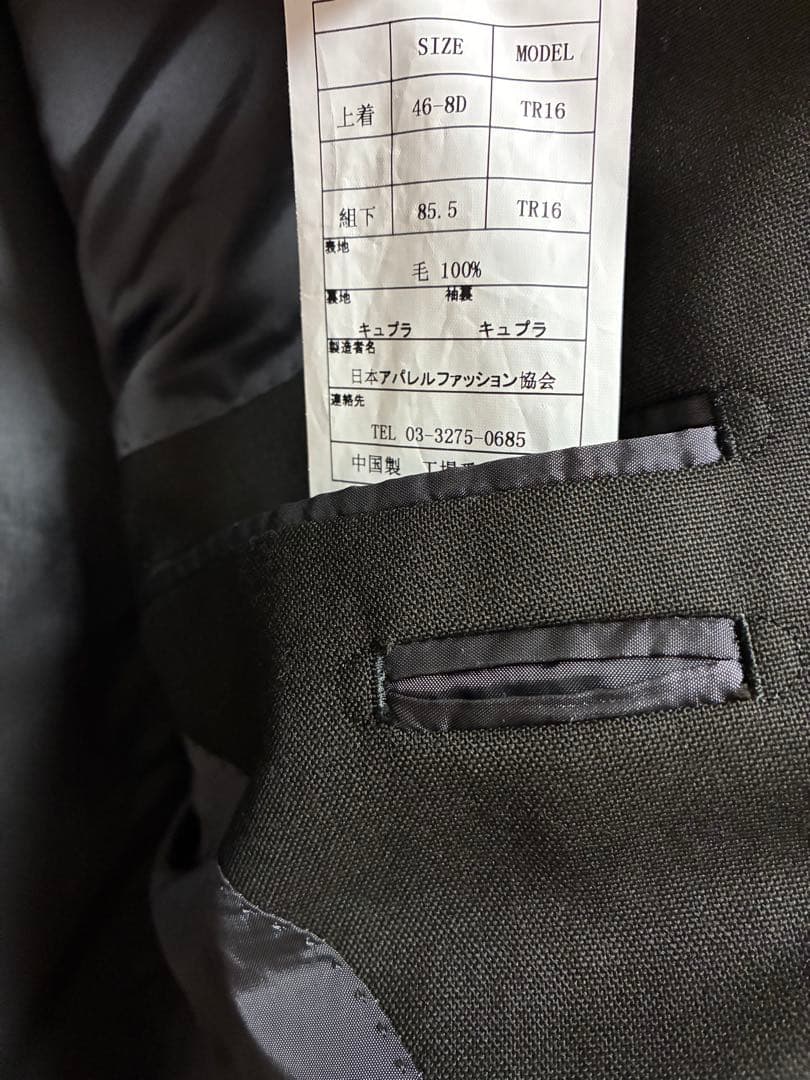 SIZE MODEL
上着 46-8D TR16
組下 85.5 TR16
表地
毛 100%
裏地 袖裏
キュプラ キュプラ
製造者名
日本アパレルファッション協会
連絡先
TEL 03-3275-0685
中国製